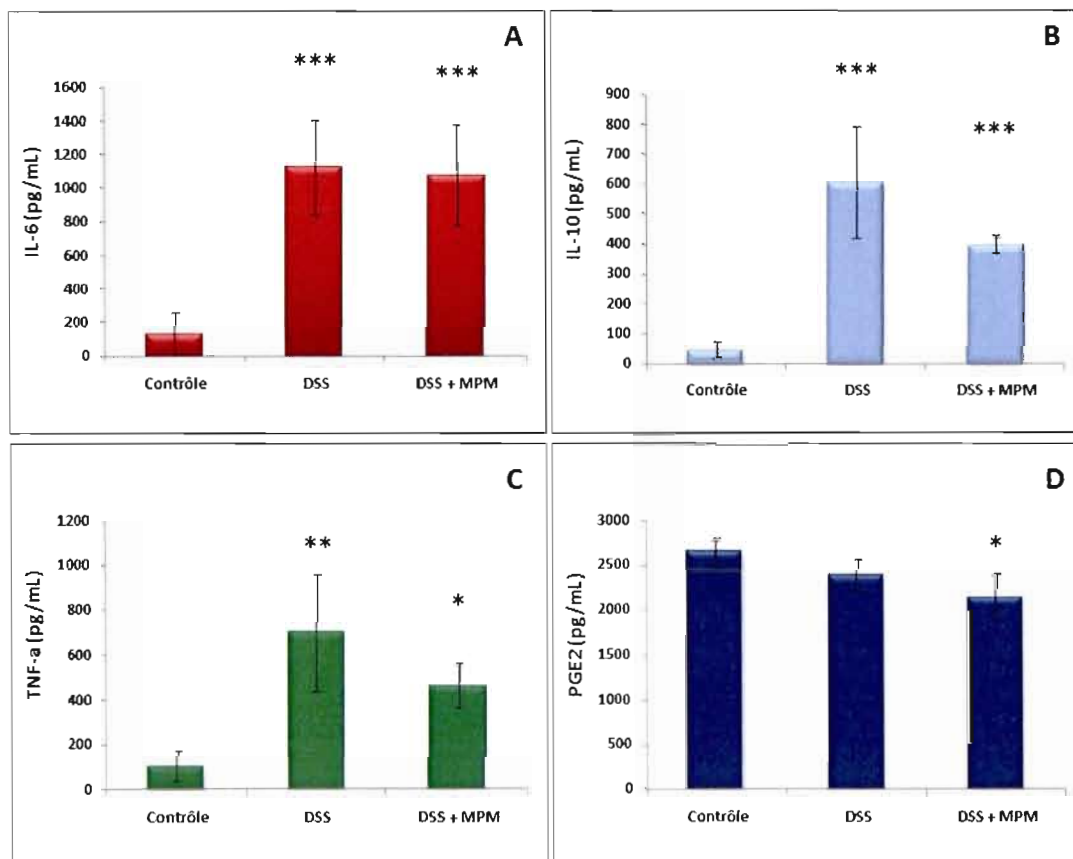 A
***
***
1600
1400
1200
1000
800
600
400
200
0
IL-6 (pg/mL)
Contrôle
DSS
DSS + MPM
B
***
***
900
800
700
600
500
400
300
200
100
0
IL-10 (pg/mL)
Contrôle
DSS
DSS + MPM
C
**
*
1200
1000
800
600
400
200
0
TNF-a (pg/mL)
Contrôle
DSS
DSS + MPM
D
*
3000
2500
2000
1500
1000
500
0
PGE2 (pg/mL)
Contrôle
DSS
DSS + MPM